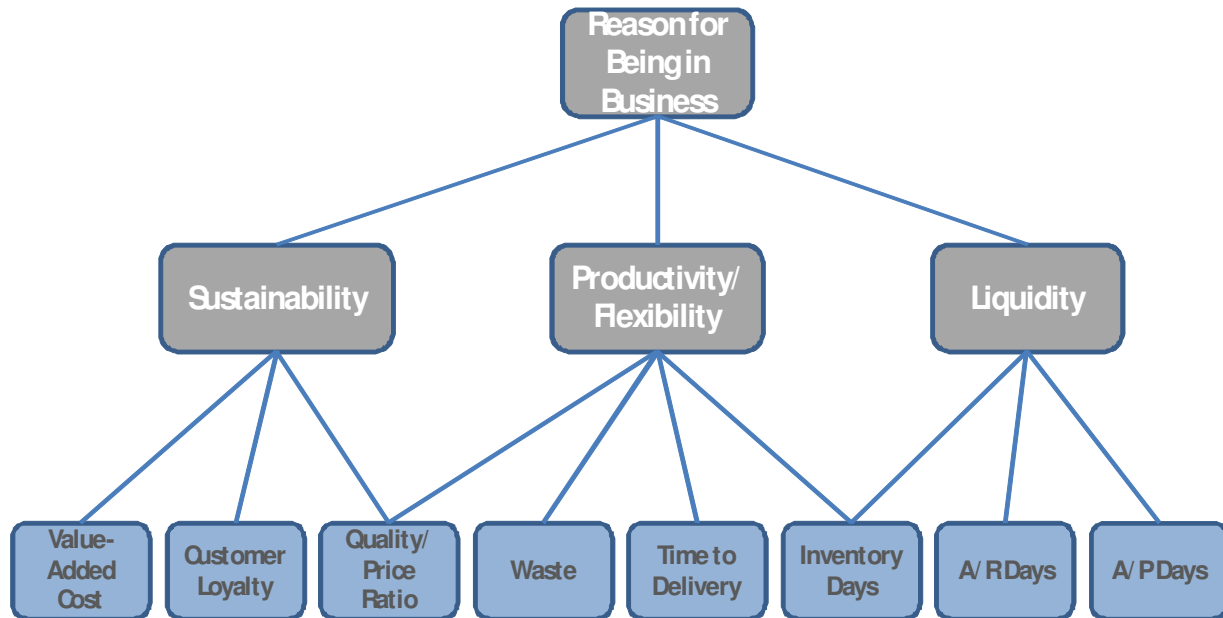 Reason for
Being in
Business
Sustainability
Productivity/
Flexibility
Liquidity
Value-
Added
Cost
Customer
Loyalty
Quality/
Price
Ratio
Waste
Time to
Delivery
Inventory
Days
A/R Days
A/P Days